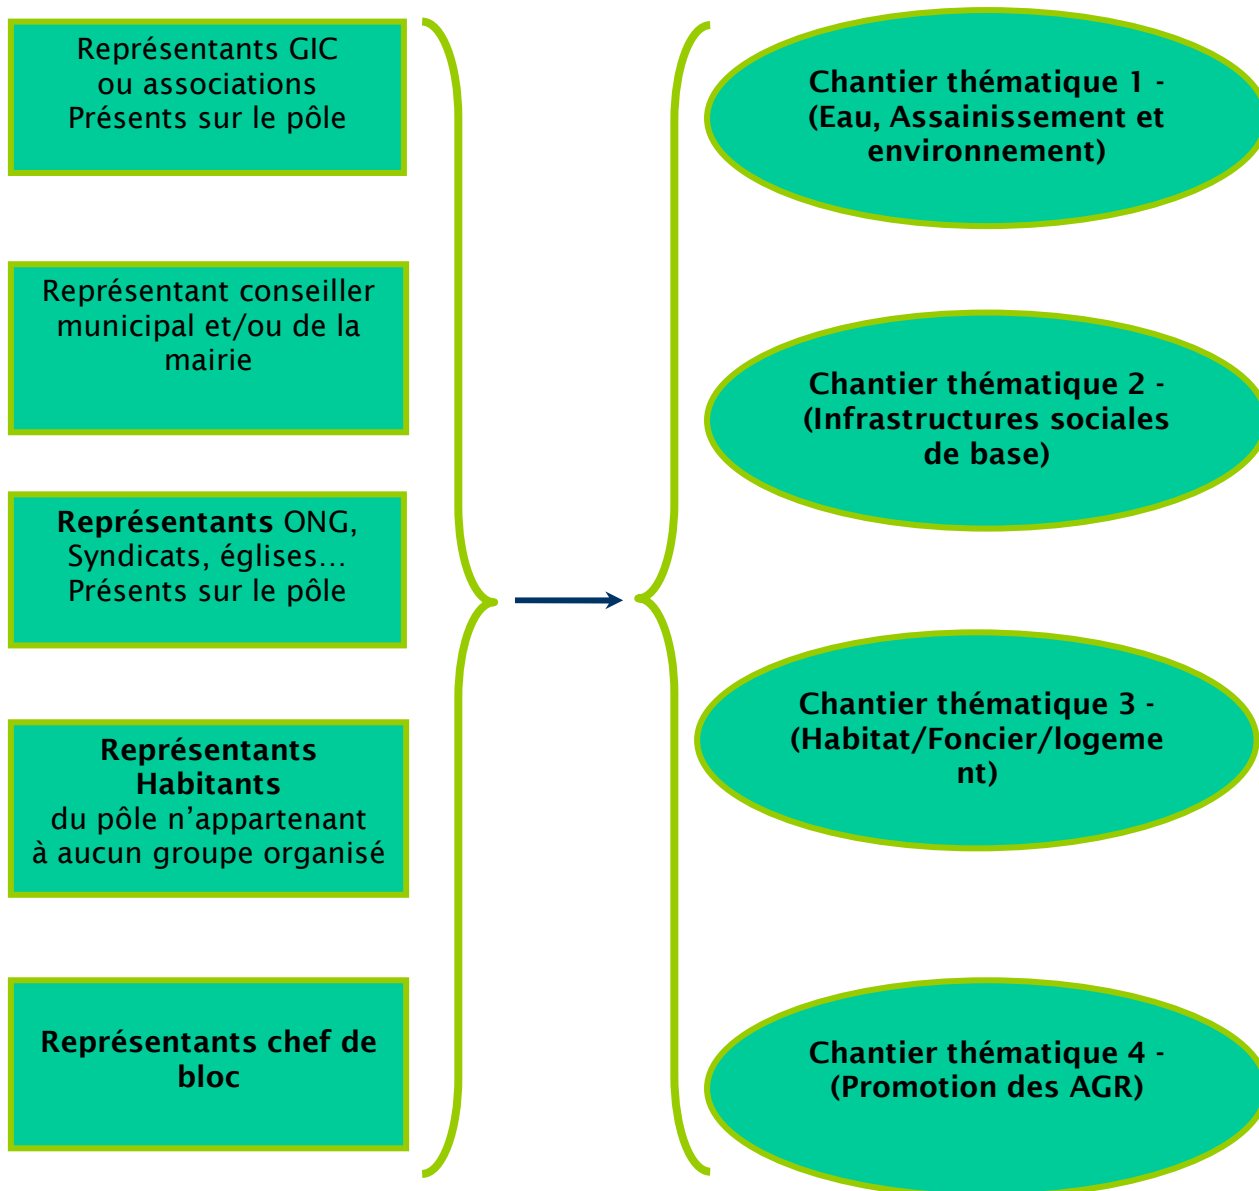 Représentants GIC
ou associations
Présents sur le pôle
Représentant conseiller
municipal et/ou de la
mairie
Représentants ONG,
Syndicats, églises…
Présents sur le pôle
Représentants
Habitants
du pôle n’appartenant
à aucun groupe organisé
Représentants chef de
bloc
Chantier thématique 1 -
(Eau, Assainissement et
environnement)
Chantier thématique 2 -
(Infrastructures sociales
de base)
Chantier thématique 3 -
(Habitat/Foncier/logeme
nt)
Chantier thématique 4 -
(Promotion des AGR)